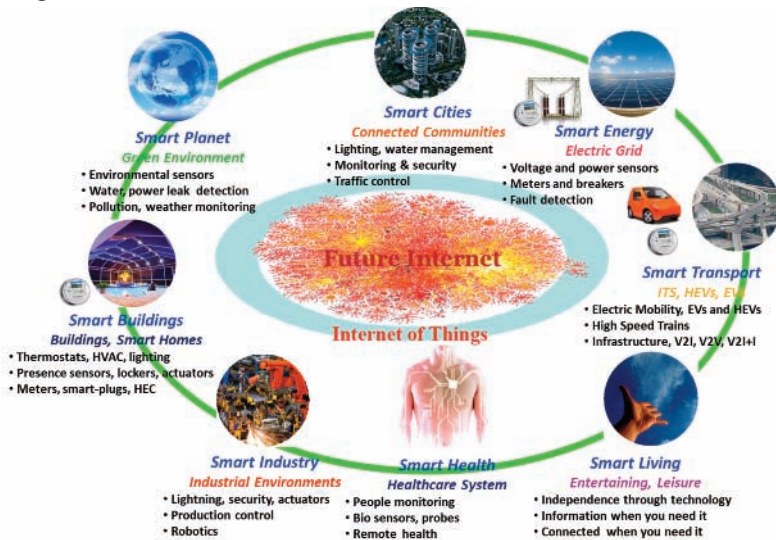 Smart Planet
Green Environment
• Environmental sensors
• Water, power leak detection
• Pollution, weather monitoring
Smart Cities
Connected Communities
• Lighting, water management
• Monitoring & security
• Traffic control
Smart Energy
Electric Grid
• Voltage and power sensors
• Meters and breakers
• Fault detection
Future Internet
Internet of Things
Smart Transport
ITS, HEVs, EVs
• Electric Mobility, EVs and HEVs
• High Speed Trains
• Infrastructure, V2I, V2V, V2I+I
Smart Buildings
Buildings, Smart Homes
• Thermostats, HVAC, lighting
• Presence sensors, lockers, actuators
• Meters, smart-plugs, HEC
Smart Industry
Industrial Environments
• Lightning, security, actuators
• Production control
• Robotics
Smart Health
Healthcare System
• People monitoring
• Bio sensors, probes
• Remote health
Smart Living
Entertaining, Leisure
• Independence through technology
• Information when you need it
• Connected when you need it